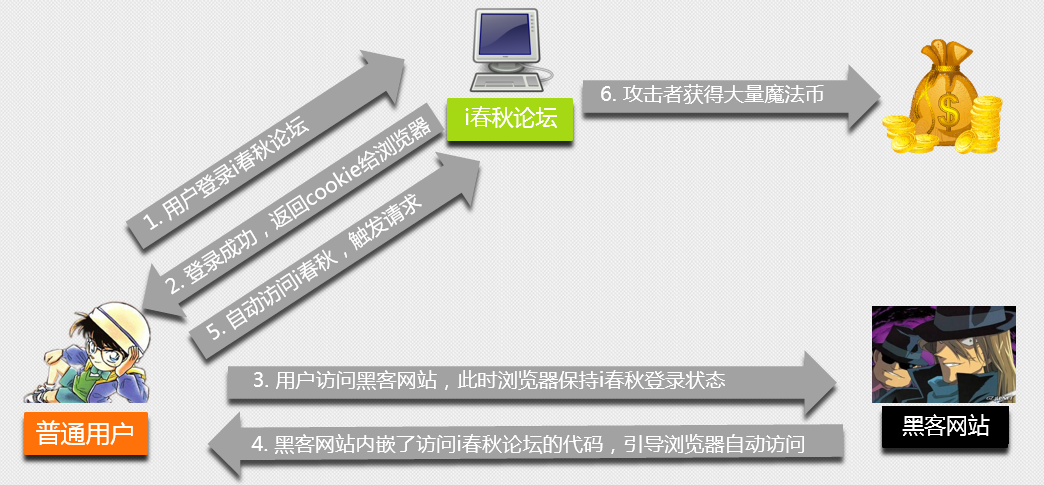 i春秋论坛
6. 攻击者获得大量魔法币
1. 用户登录i春秋论坛
2. 登录成功，返回cookie给浏览器
5. 自动访问i春秋，触发请求
3. 用户访问黑客网站，此时浏览器保持i春秋登录状态
4. 黑客网站内嵌了访问i春秋论坛的代码，引导浏览器自动访问
普通用户
黑客网站